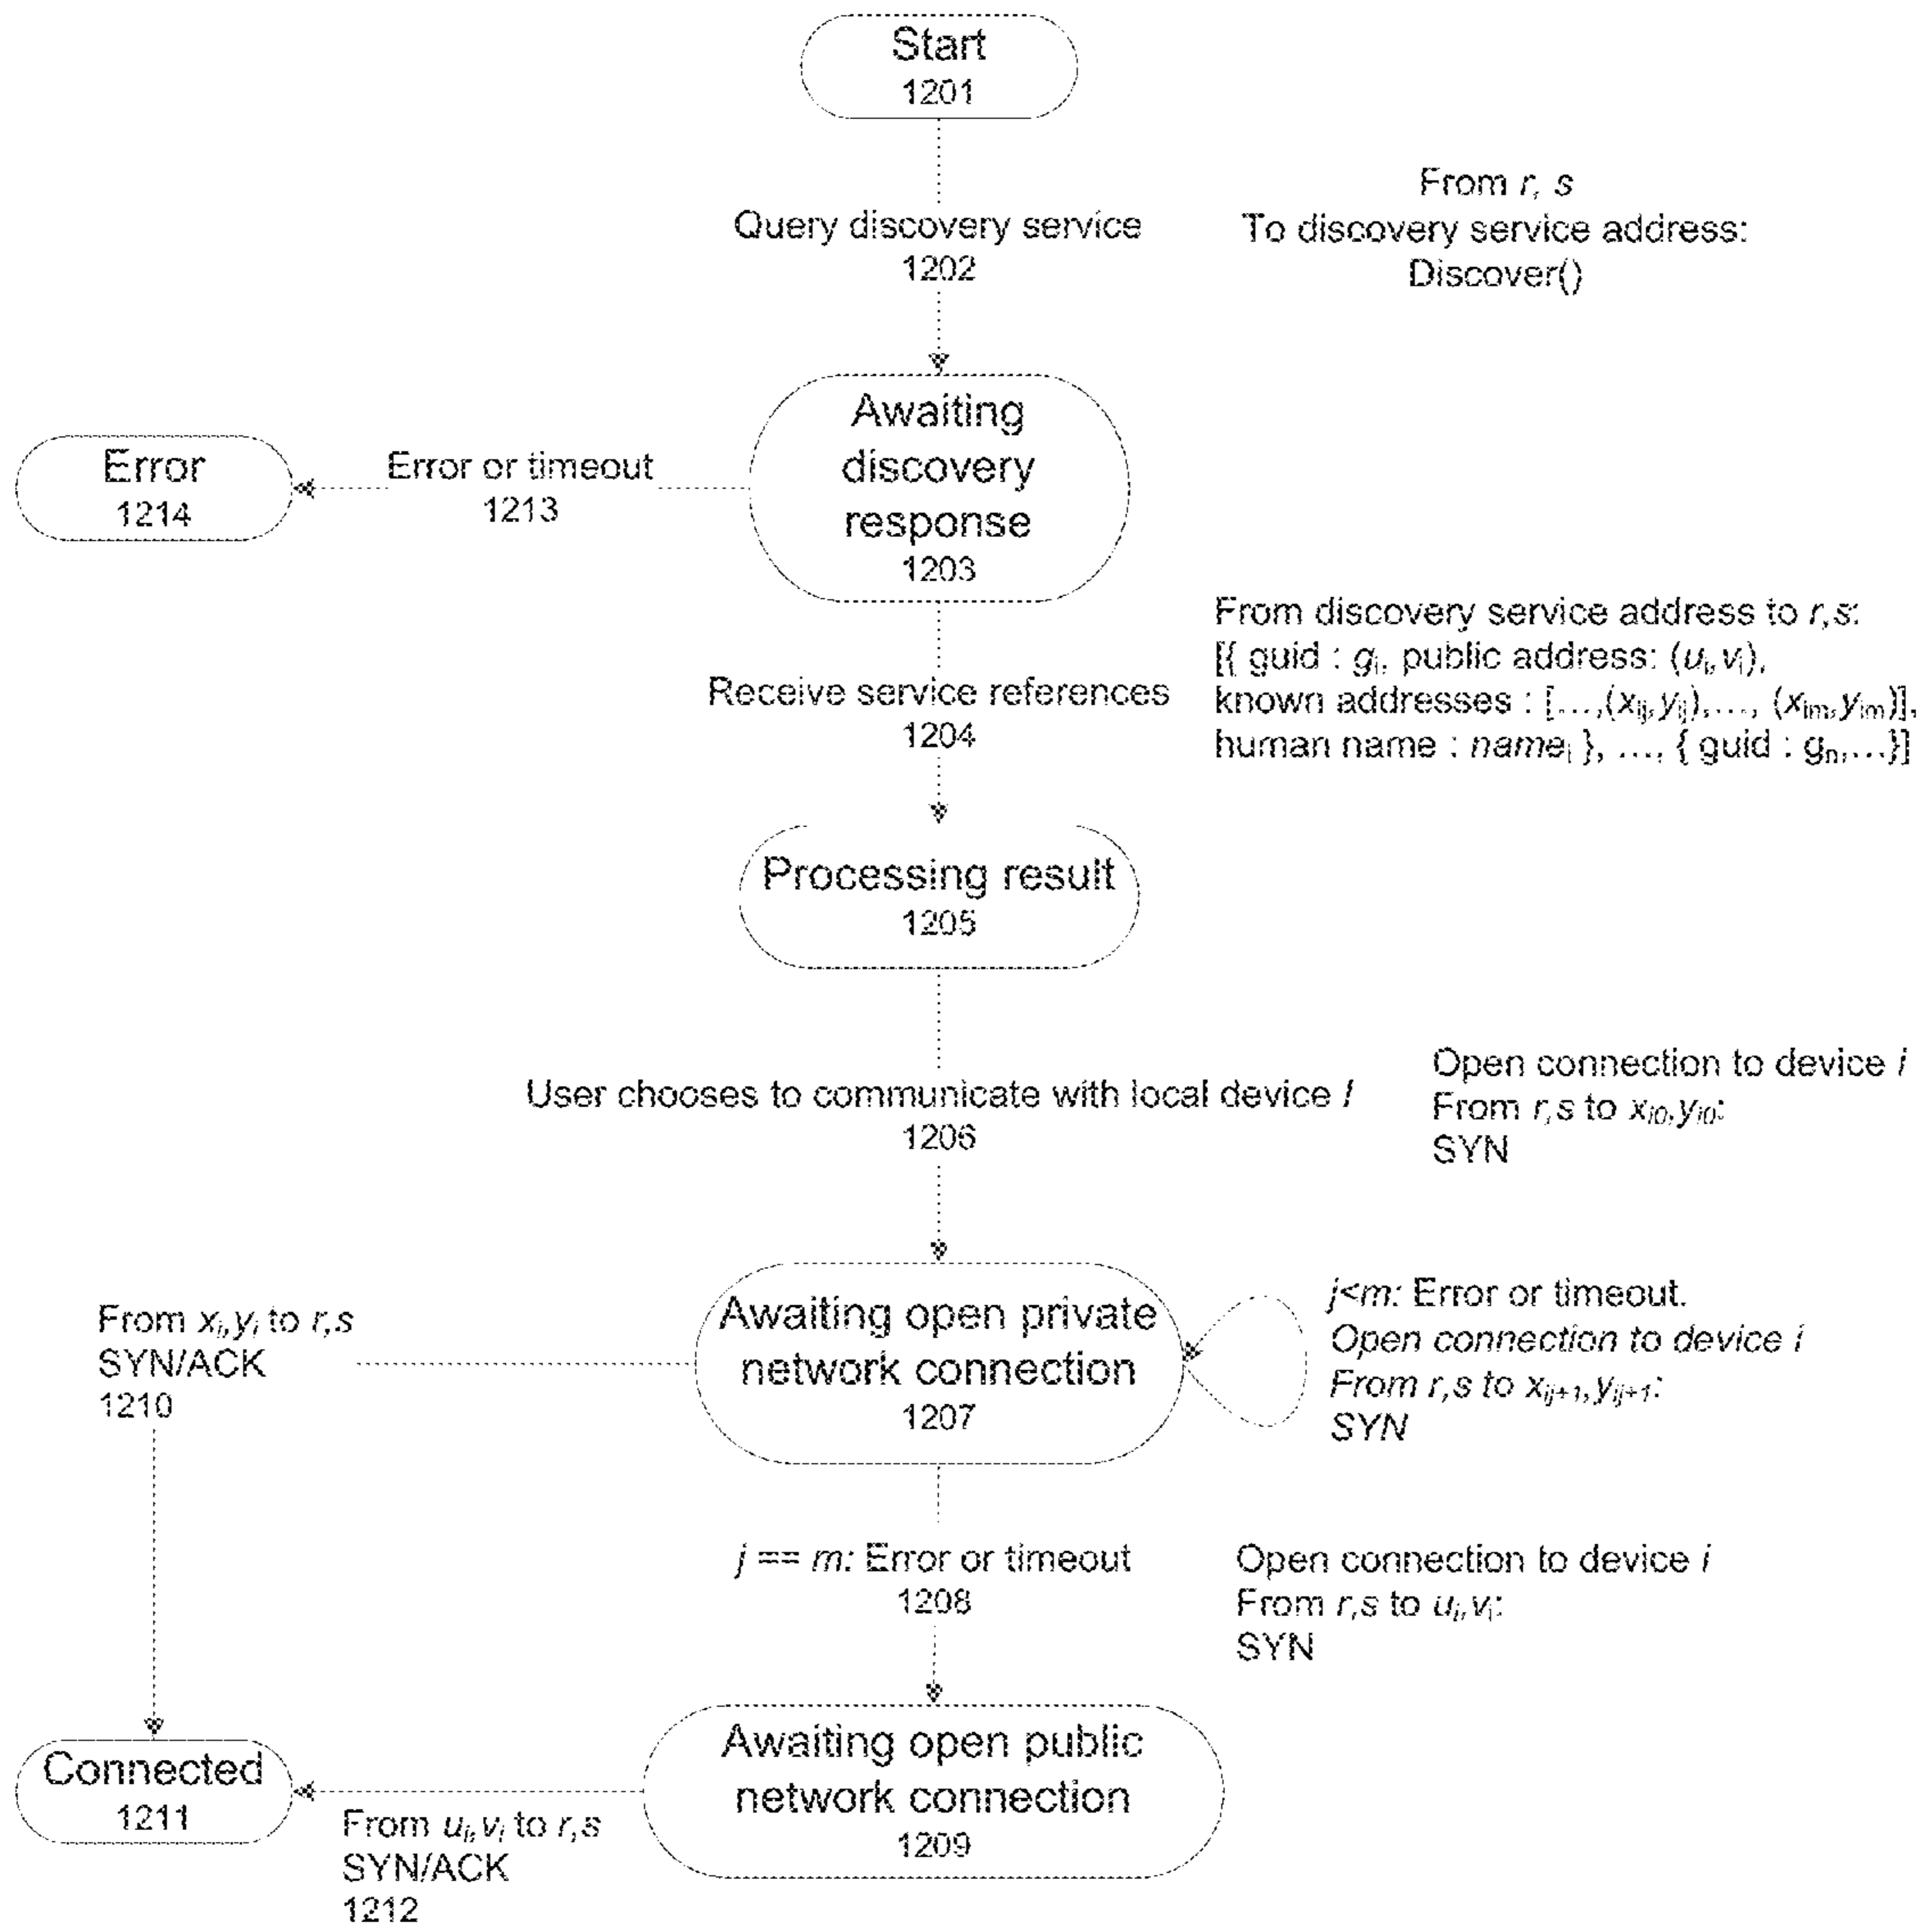 Start
1201
Query discovery service
1202
From r, s
To discovery service address:
Discover()
Awaiting
discovery
response
1203
Error or timeout
1213
Error
1214
From discovery service address to r,s:
[{ guid : gᵢ, public address: (uᵢ,vᵢ),
known addresses : […,(xᵢⱼ,yᵢⱼ),…, (xᵢₘ,yᵢₘ)],
human name : nameᵢ }, …, { guid : gₙ,…}]
Receive service references
1204
Processing result
1205
User chooses to communicate with local device I
1206
Open connection to device i
From r,s to xᵢ₀,yᵢ₀:
SYN
Awaiting open private
network connection
1207
j<m: Error or timeout.
Open connection to device i
From r,s to xᵢⱼ₊₁,yᵢⱼ₊₁:
SYN
From xᵢ,yᵢ to r,s
SYN/ACK
1210
j == m: Error or timeout
1208
Open connection to device i
From r,s to uᵢ,vᵢ:
SYN
Awaiting open public
network connection
1209
Connected
1211
From uᵢ,vᵢ to r,s
SYN/ACK
1212